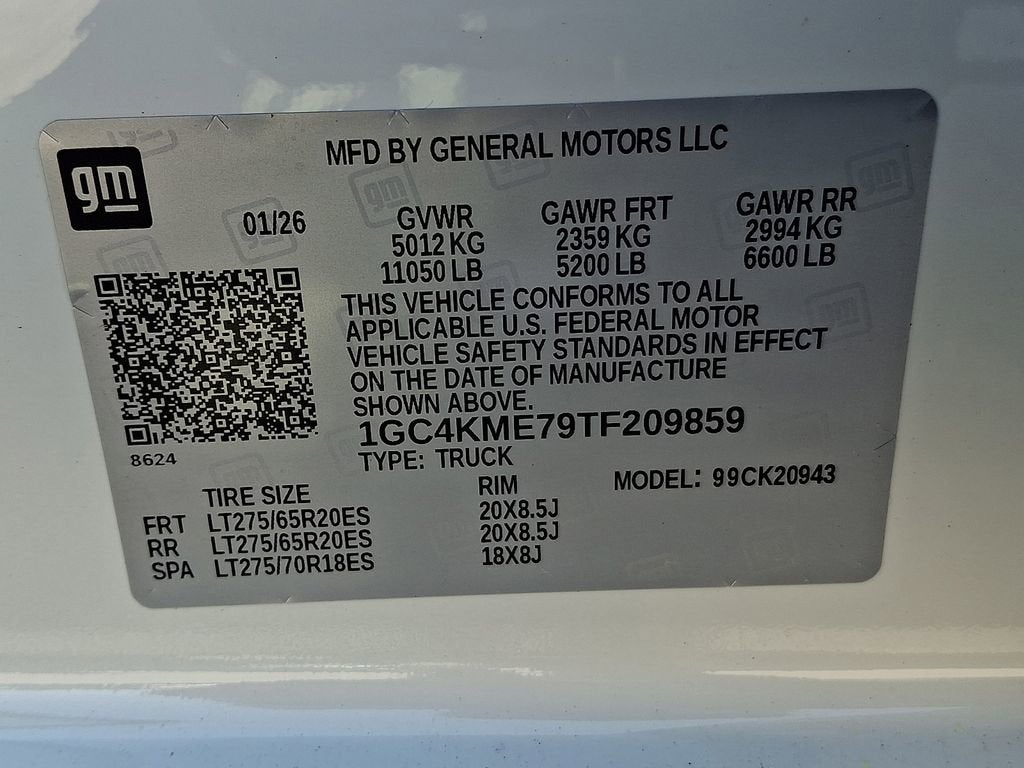 gm
MFD BY GENERAL MOTORS LLC
01/26 GVWR GAWR FRT GAWR RR
5012 KG 2359 KG 2994 KG
11050 LB 5200 LB 6600 LB
THIS VEHICLE CONFORMS TO ALL
APPLICABLE U.S. FEDERAL MOTOR
VEHICLE SAFETY STANDARDS IN EFFECT
ON THE DATE OF MANUFACTURE
SHOWN ABOVE.
1GC4KME79TF209859
8624
TYPE: TRUCK
TIRE SIZE RIM MODEL: 99CK20943
FRT LT275/65R20ES 20X8.5J
RR LT275/65R20ES 20X8.5J
SPA LT275/70R18ES 18X8J